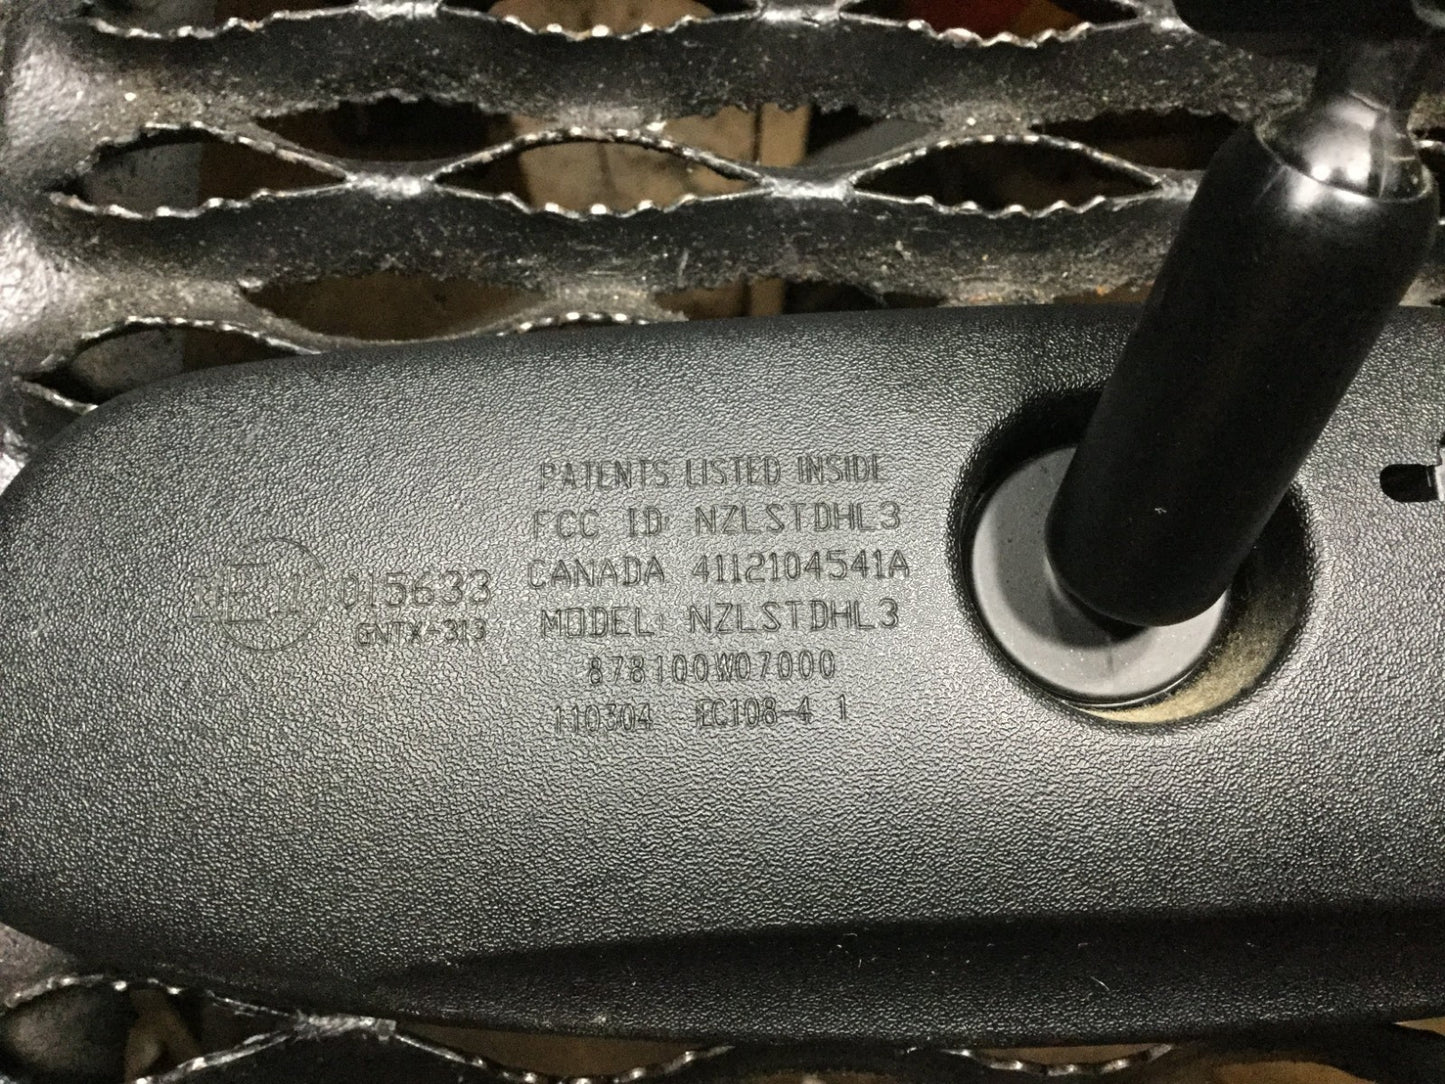 PATENTS LISTED INSIDE
FCC ID: NZLSTDHL3
CANADA 4112104541A
MODEL: NZLSTDHL3
878100W07000
110304 EC108-4 1
015633
GNTX-313